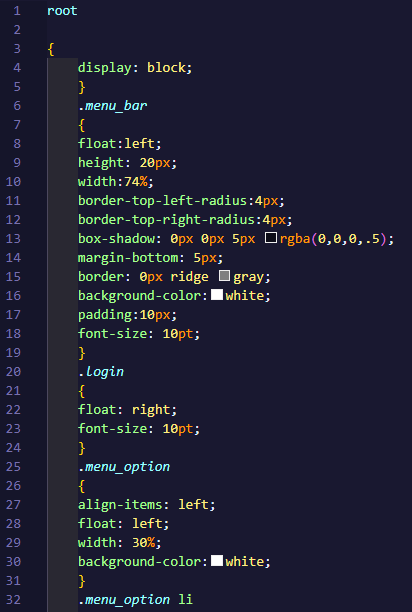 1 root
2
3 {
4 display: block;
5 }
6 .menu_bar
7 {
8 float:left;
9 height: 20px;
10 width:74%;
11 border-top-left-radius:4px;
12 border-top-right-radius:4px;
13 box-shadow: 0px 0px 5px rgba(0,0,0,.5);
14 margin-bottom: 5px;
15 border: 0px ridge gray;
16 background-color: white;
17 padding:10px;
18 font-size: 10pt;
19 }
20 .login
21 {
22 float: right;
23 font-size: 10pt;
24 }
25 .menu_option
26 {
27 align-items: left;
28 float: left;
29 width: 30%;
30 background-color: white;
31 }
32 .menu_option li